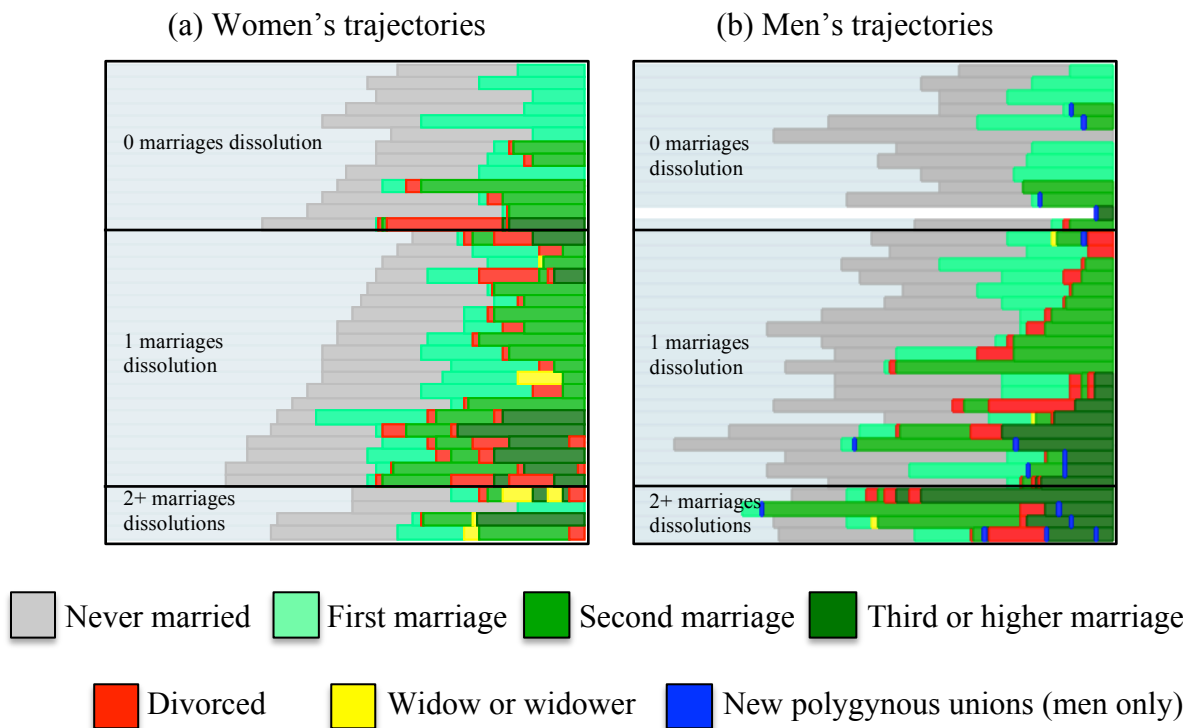 (a) Women’s trajectories
(b) Men’s trajectories
0 marriages dissolution
1 marriages
dissolution
2+ marriages
dissolutions
0 marriages
dissolution
1 marriages
dissolution
2+ marriages
dissolutions
Never married
First marriage
Second marriage
Third or higher marriage
Divorced
Widow or widower
New polygynous unions (men only)